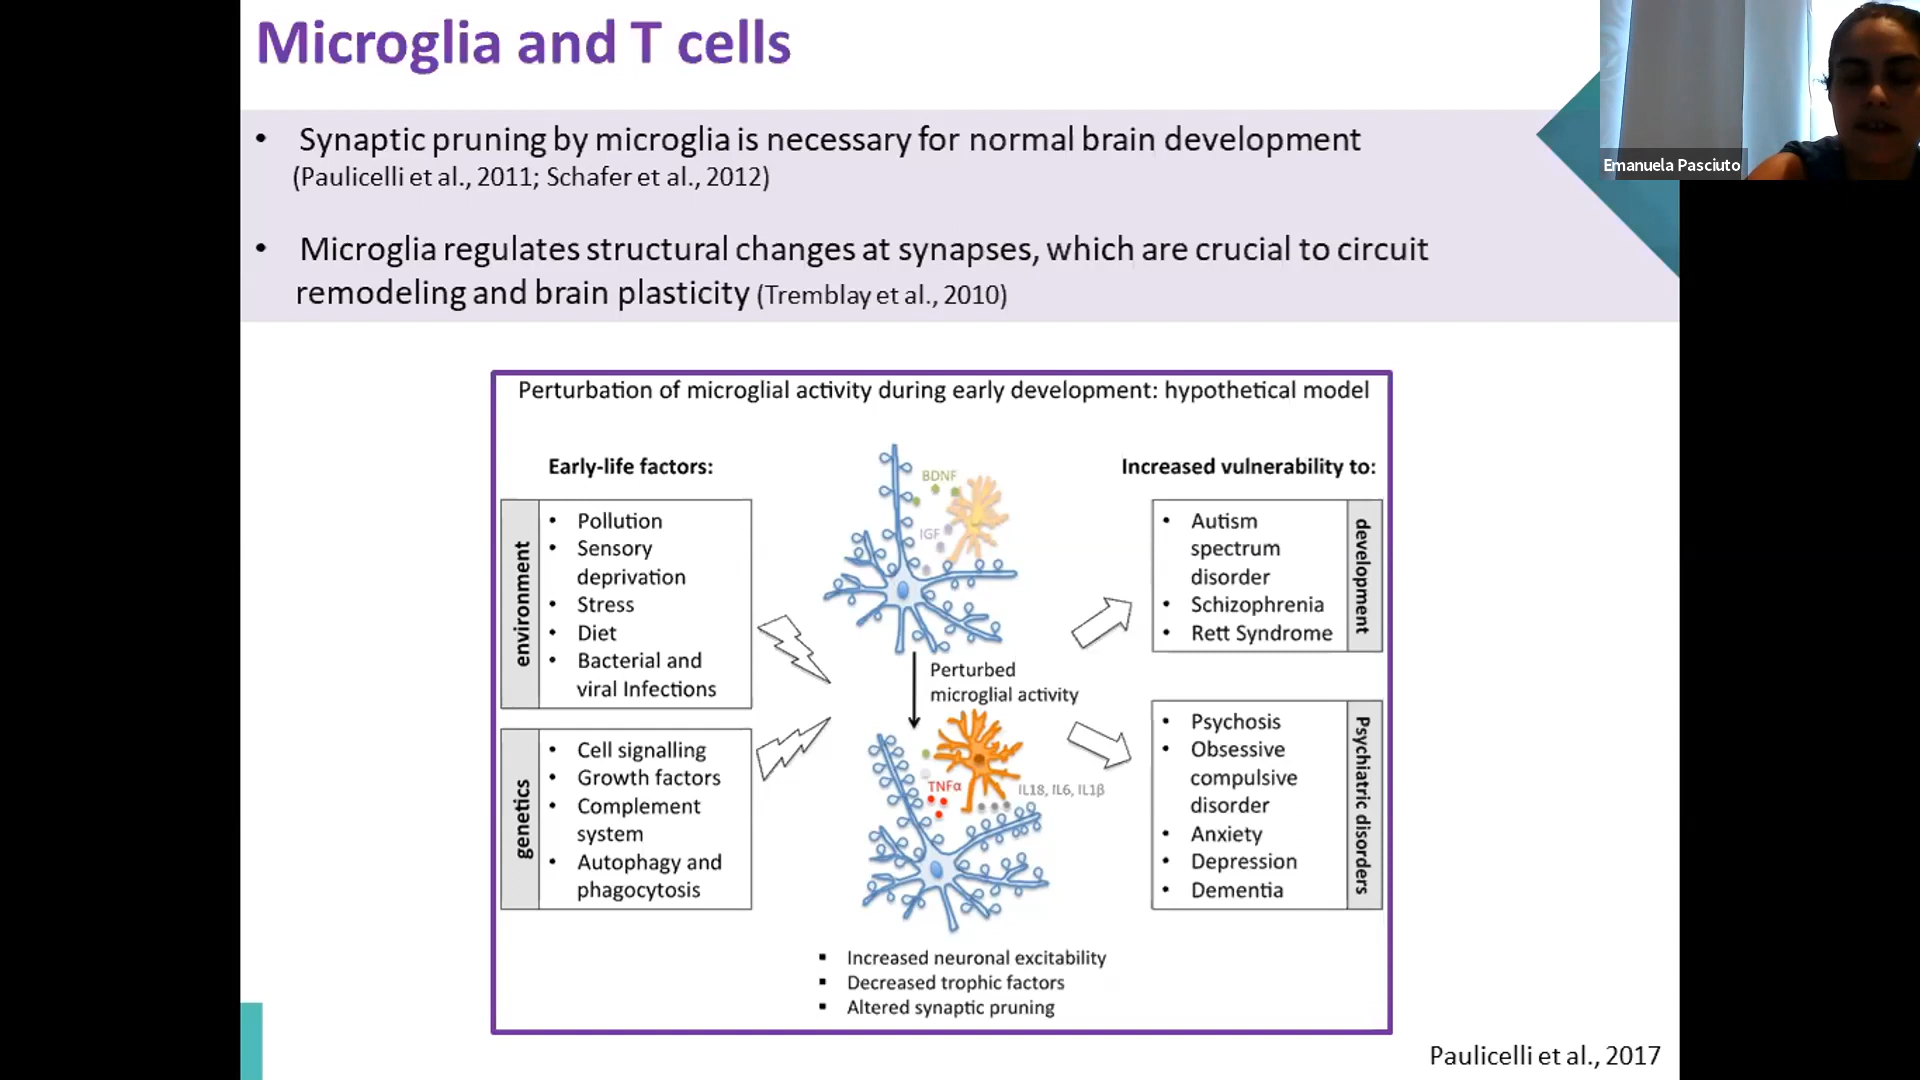 Microglia and T cells
• Synaptic pruning by microglia is necessary for normal brain development
(Paulicelli et al., 2011; Schafer et al., 2012)
• Microglia regulates structural changes at synapses, which are crucial to circuit
remodeling and brain plasticity (Tremblay et al., 2010)
Emanuela Pasciuto
Perturbation of microglial activity during early development: hypothetical model
Early-life factors:
environment
• Pollution
• Sensory
deprivation
• Stress
• Diet
• Bacterial and
viral Infections
genetics
• Cell signalling
• Growth factors
• Complement
system
• Autophagy and
phagocytosis
BDNF
IGF
Perturbed
microglial activity
TNFα
IL18, IL6, IL1β
▪ Increased neuronal excitability
▪ Decreased trophic factors
▪ Altered synaptic pruning
Increased vulnerability to:
• Autism
spectrum
disorder
• Schizophrenia
• Rett Syndrome
development
• Psychosis
• Obsessive
compulsive
disorder
• Anxiety
• Depression
• Dementia
Psychiatric disorders
Paulicelli et al., 2017